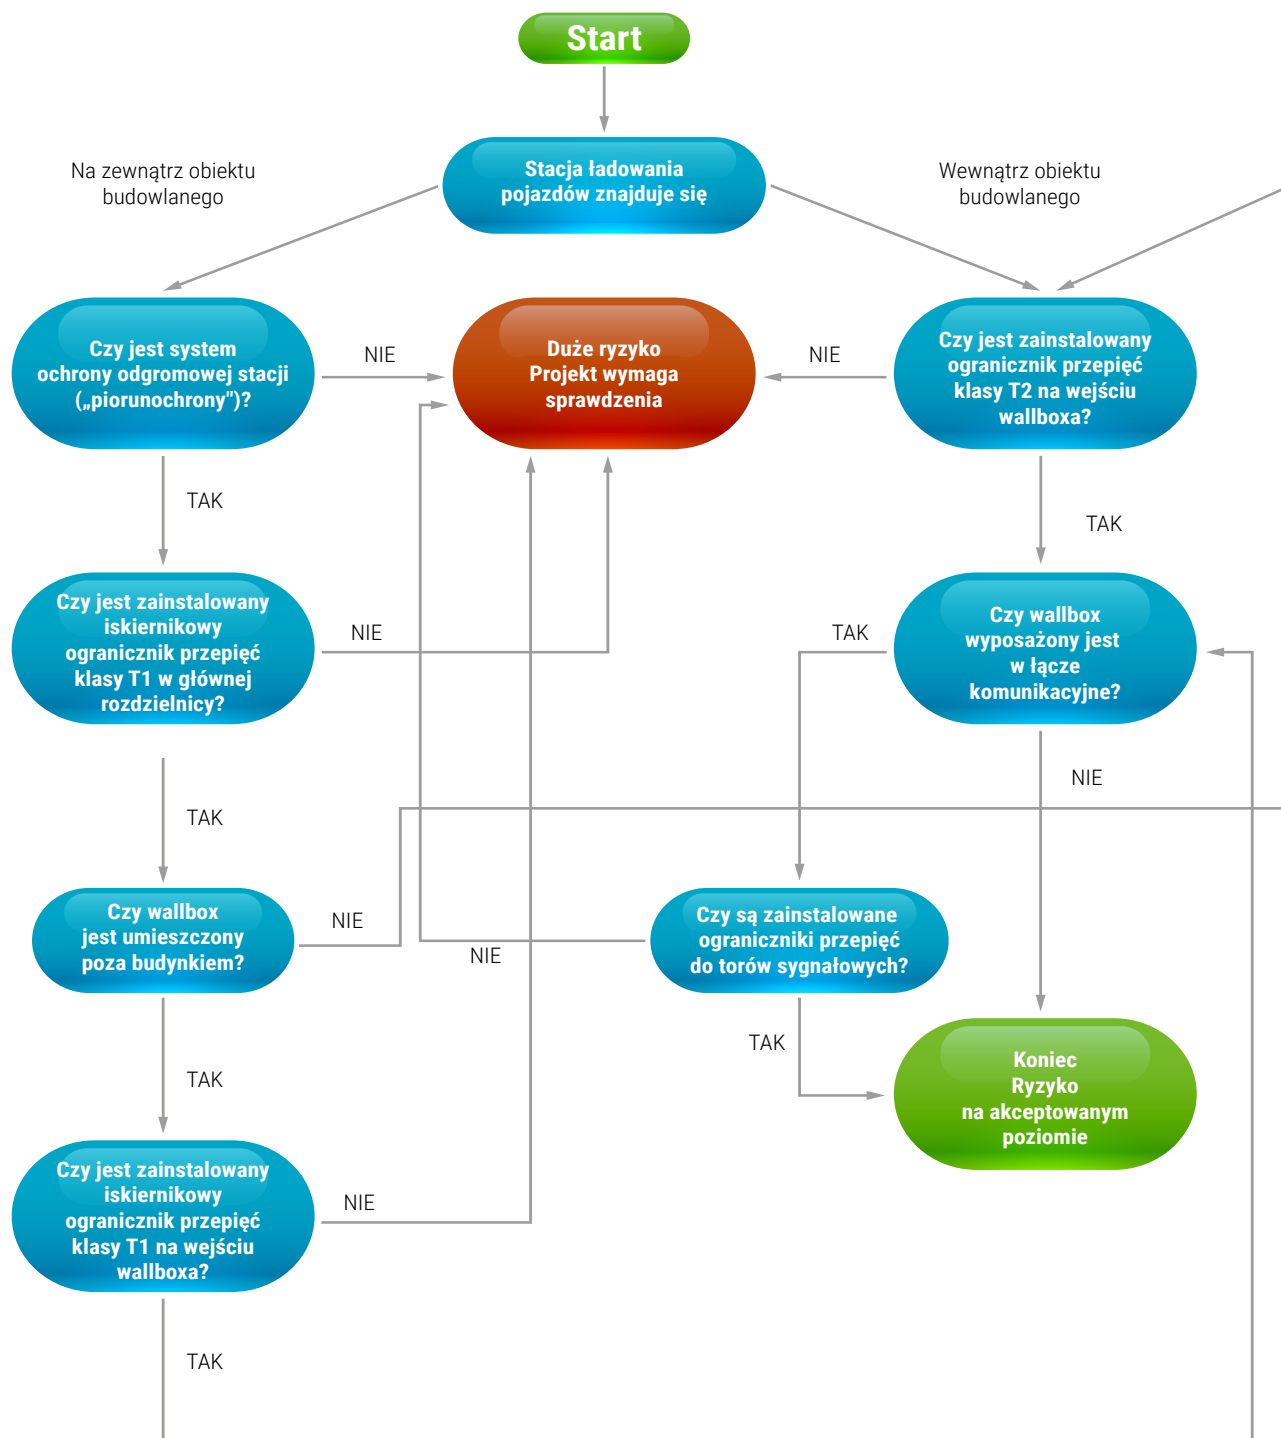 Start
Stacja ładowania
pojazdów znajduje się
Na zewnątrz obiektu
budowlanego
Wewnątrz obiektu
budowlanego
Czy jest system
ochrony odgromowej stacji
(„piorunochrony")?
NIE
Duże ryzyko
Projekt wymaga
sprawdzenia
NIE
Czy jest zainstalowany
ogranicznik przepięć
klasy T2 na wejściu
wallboxa?
TAK
TAK
Czy jest zainstalowany
iskiernikowy
ogranicznik przepięć
klasy T1 w głównej
rozdzielnicy?
NIE
TAK
Czy wallbox
wyposażony jest
w łącze
komunikacyjne?
TAK
NIE
Czy wallbox
jest umieszczony
poza budynkiem?
NIE
NIE
Czy są zainstalowane
ograniczniki przepięć
do torów sygnałowych?
TAK
TAK
Koniec
Ryzyko
na akceptowanym
poziomie
Czy jest zainstalowany
iskiernikowy
ogranicznik przepięć
klasy T1 na wejściu
wallboxa?
NIE
TAK